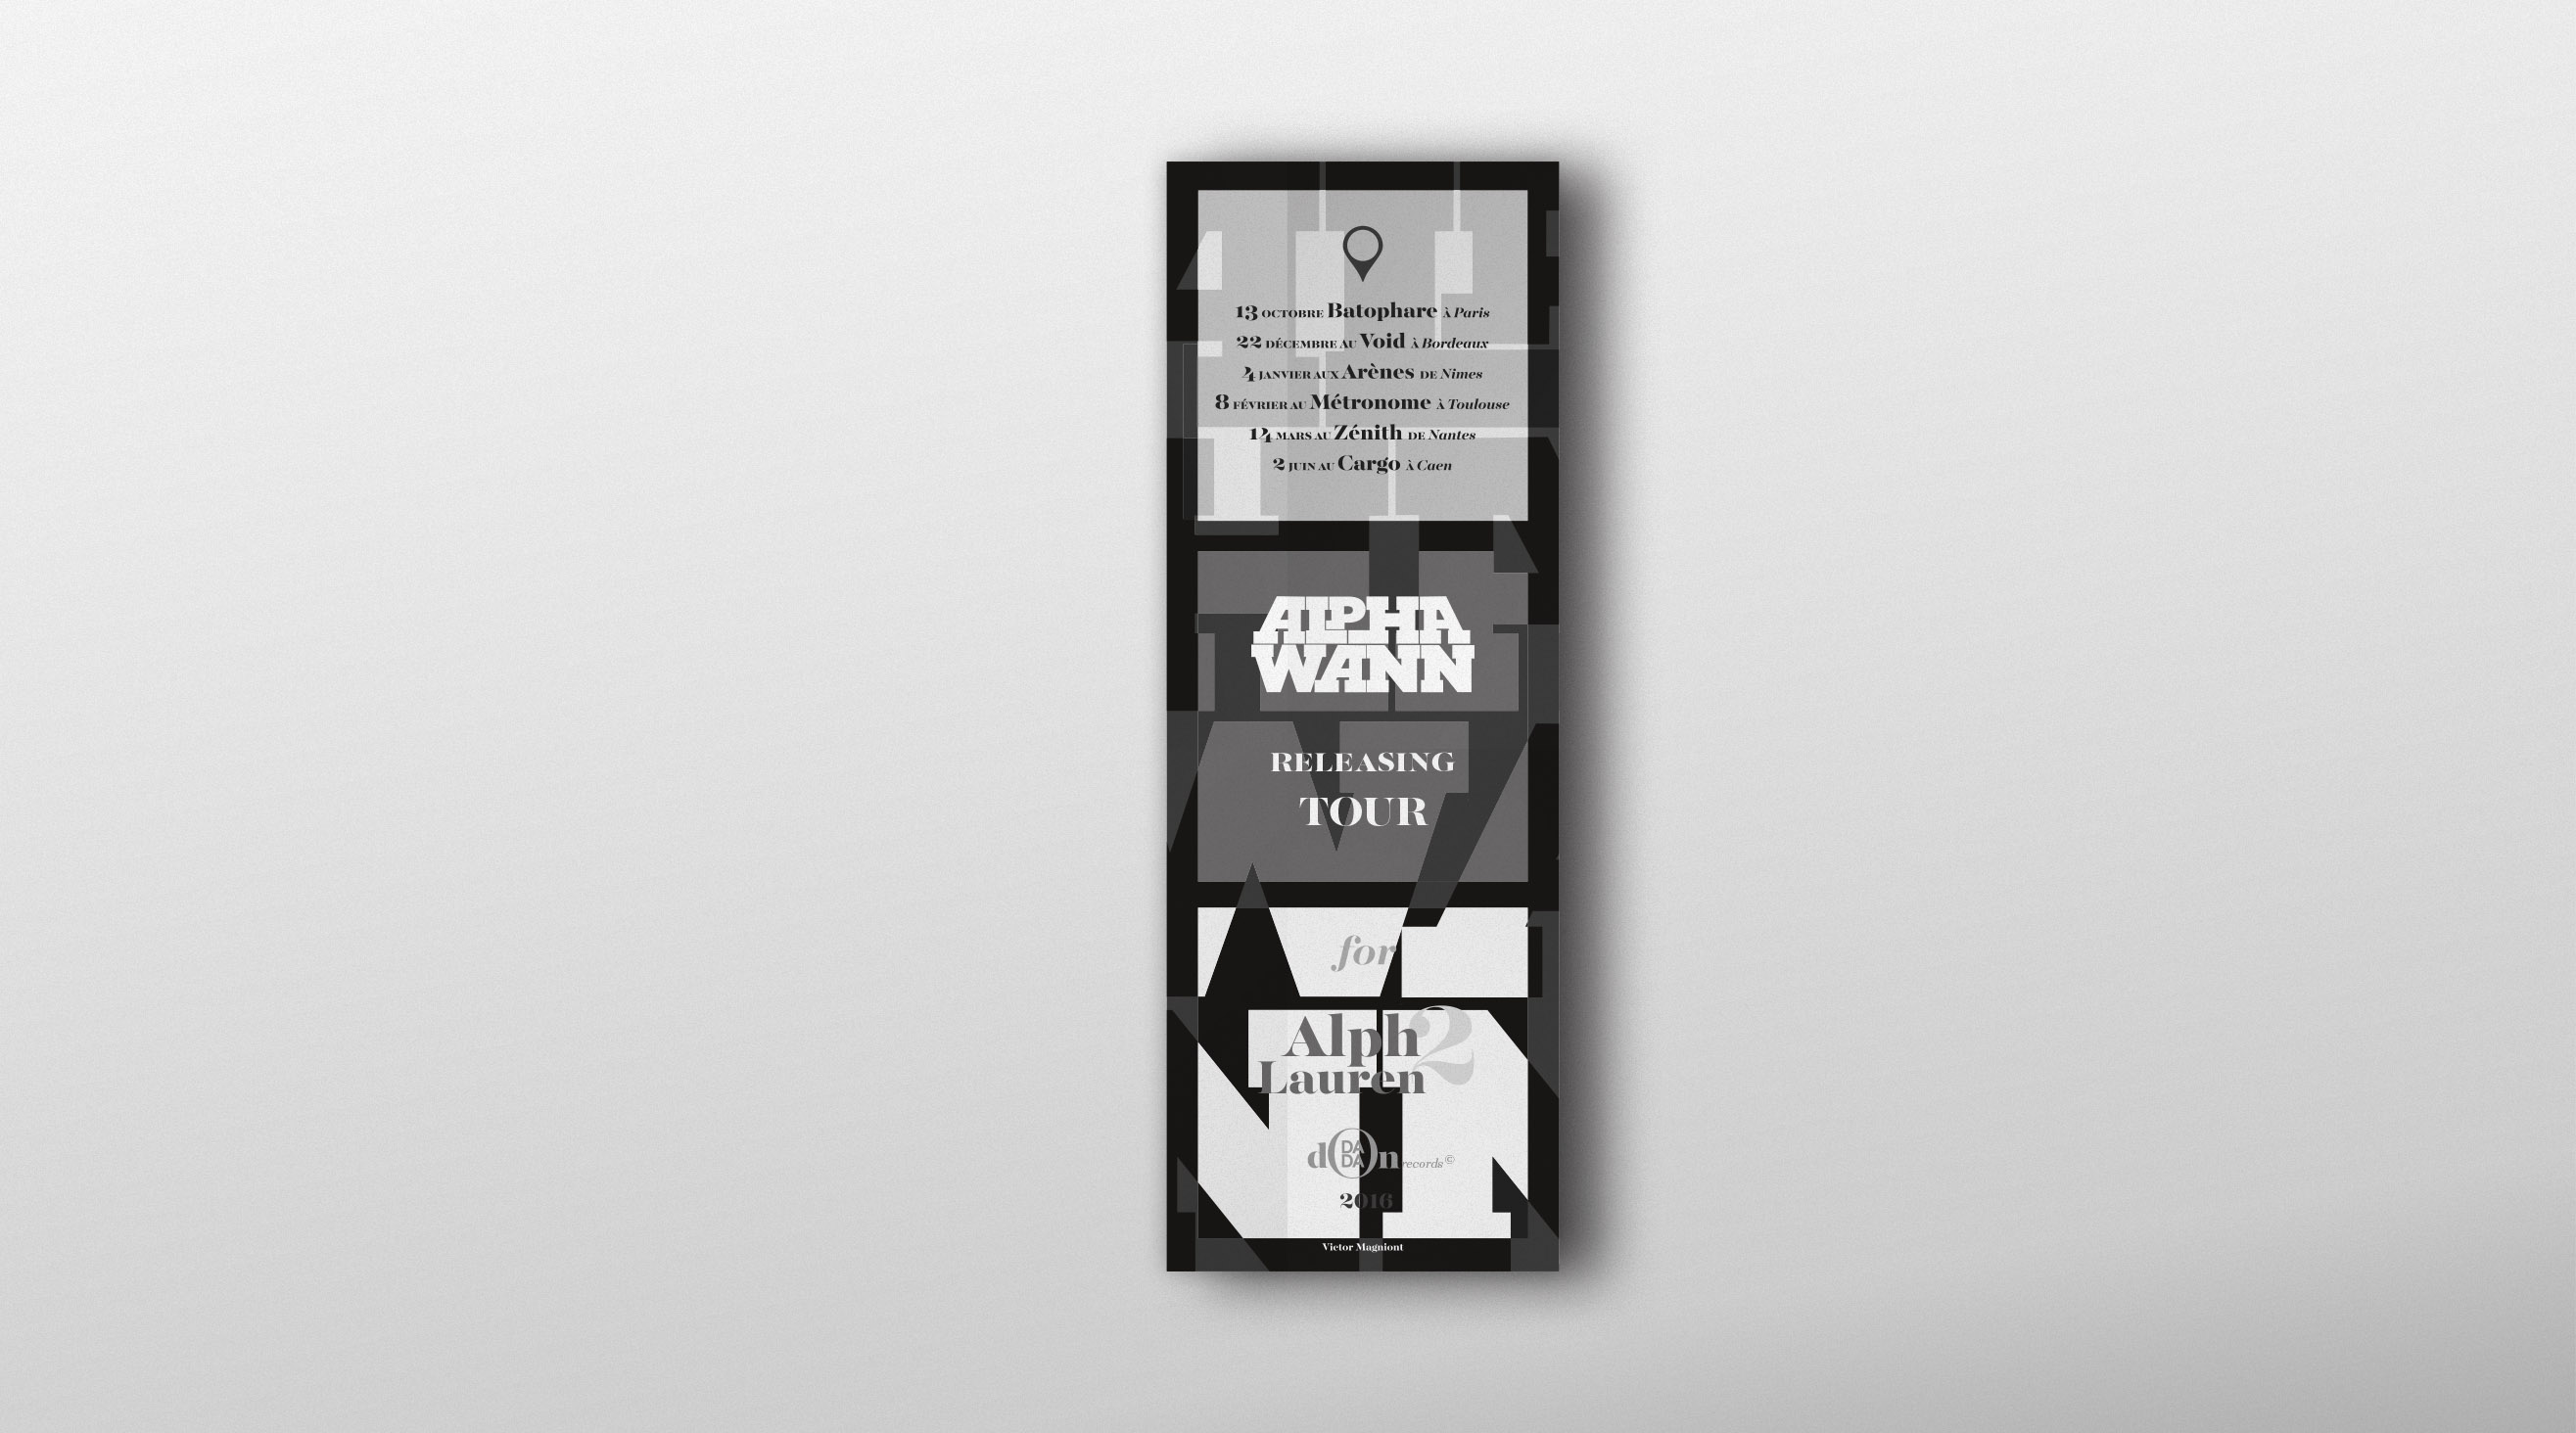 13 OCTOBRE Batophare À Paris
22 DÉCEMBRE AU Void À Bordeaux
4 JANVIER AUX Arènes DE Nimes
8 FÉVRIER AU Métronome À Toulouse
14 MARS AU Zénith DE Nantes
2 JUIN AU Cargo À Caen
ALPHA
WANN
RELEASING
TOUR
for
Alph 2
Lauren
dOn records©
DA
DA
2016
Victor Magniont